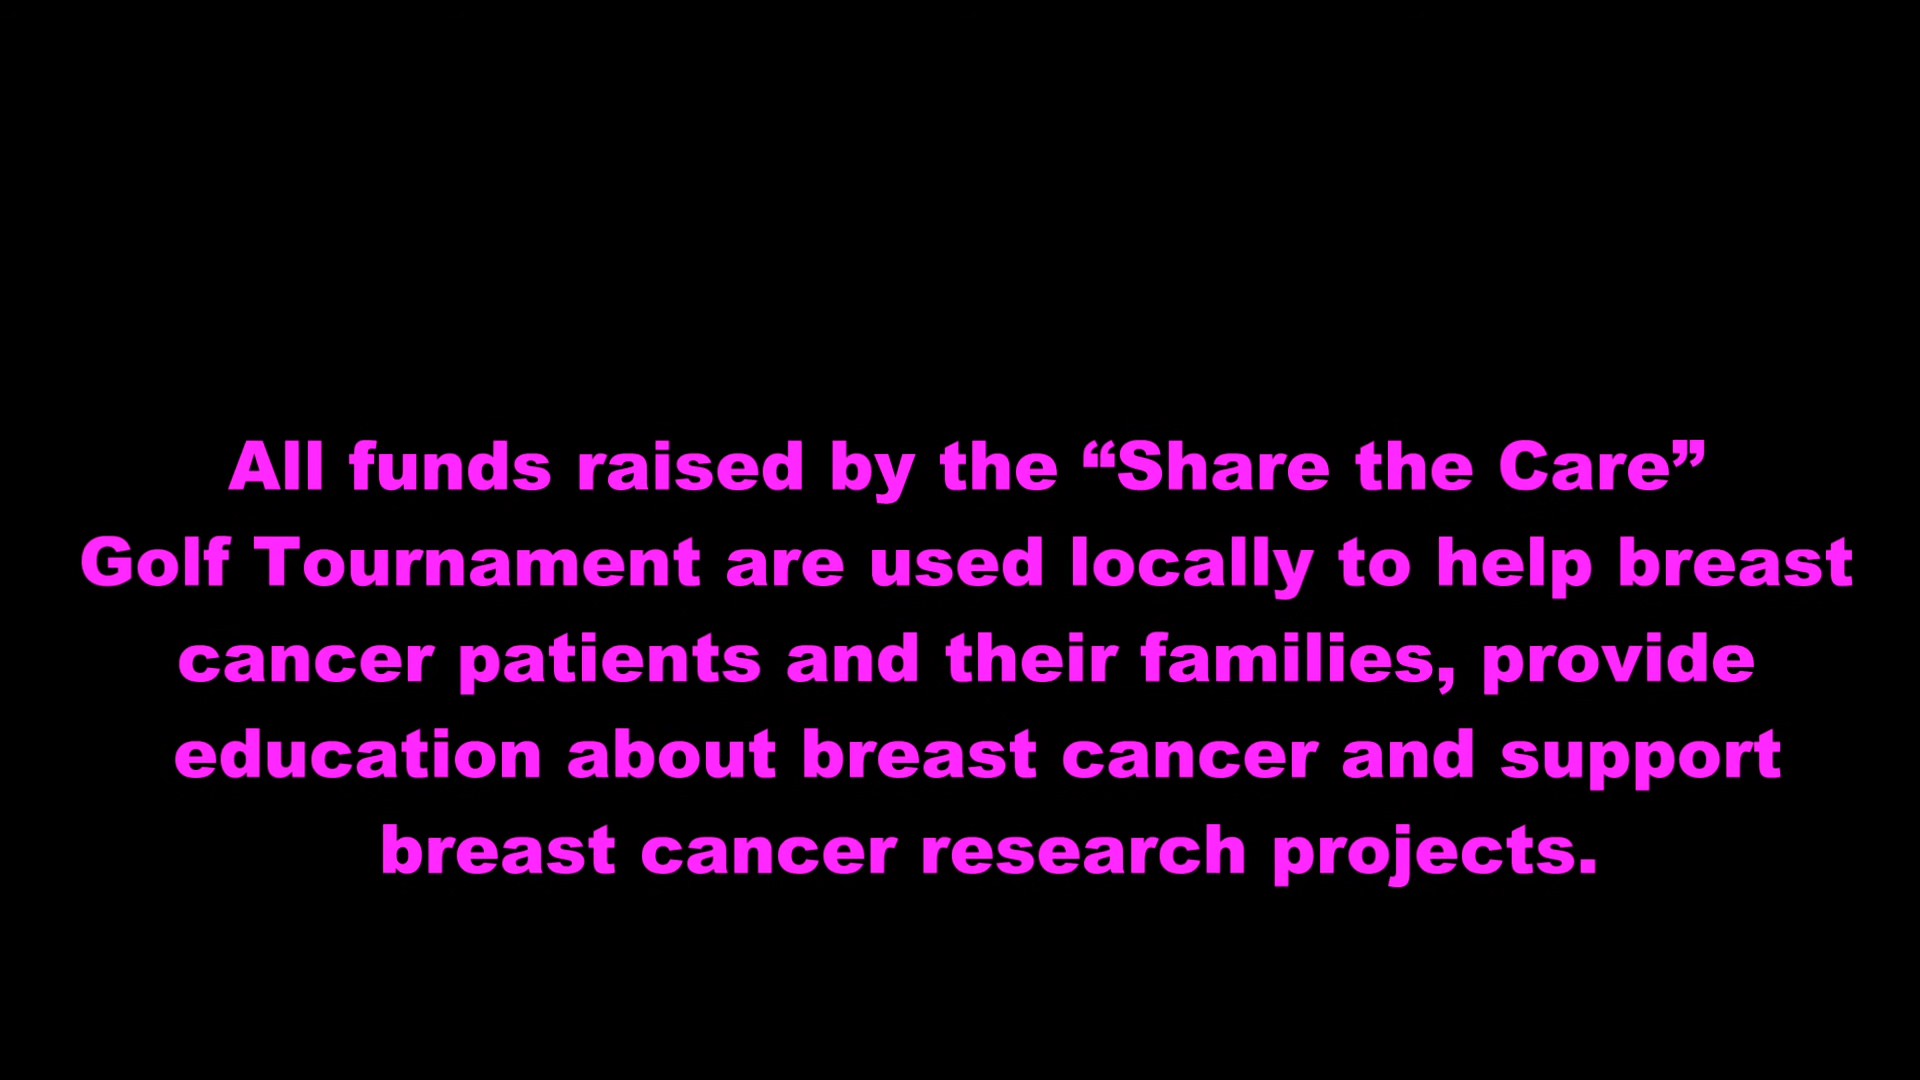 All funds raised by the “Share the Care”
Golf Tournament are used locally to help breast
cancer patients and their families, provide
education about breast cancer and support
breast cancer research projects.